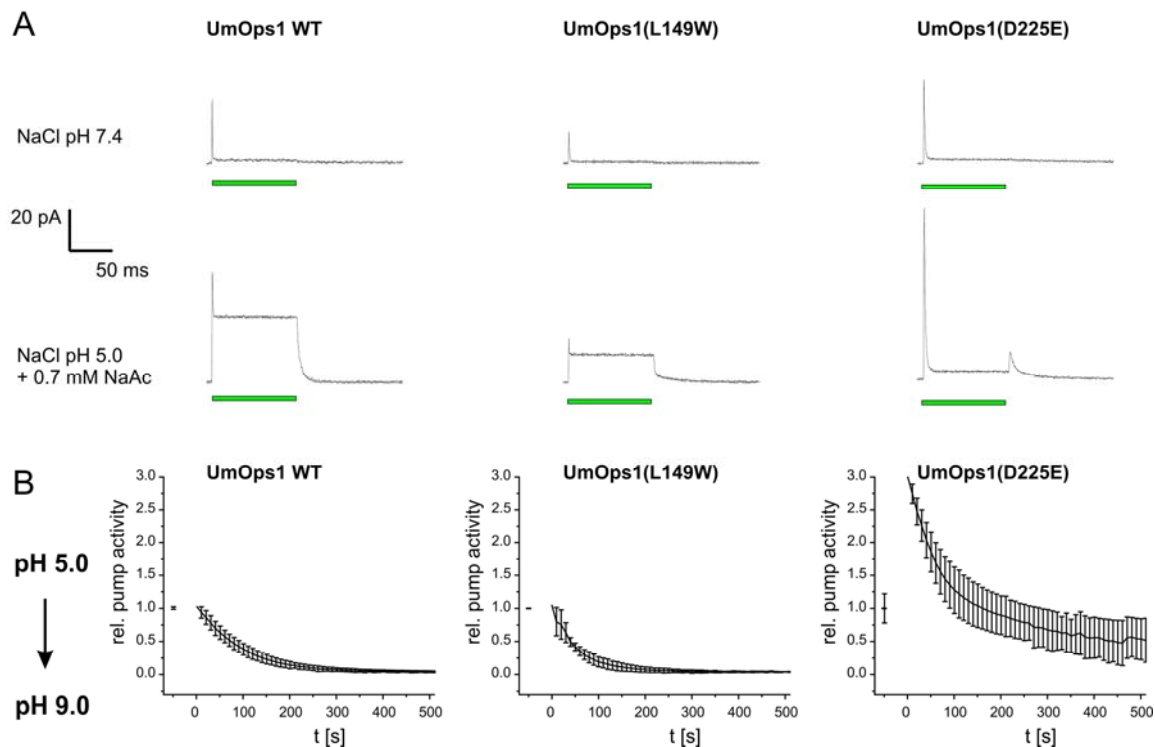 A
UmOps1 WT UmOps1(L149W) UmOps1(D225E)
NaCl pH 7.4
20 pA
50 ms
NaCl pH 5.0
+ 0.7 mM NaAc
B
UmOps1 WT UmOps1(L149W) UmOps1(D225E)
pH 5.0
pH 9.0
rel. pump activity
3.0
2.5
2.0
1.5
1.0
0.5
0.0
0 100 200 300 400 500
t [s]
rel. pump activity
3.0
2.5
2.0
1.5
1.0
0.5
0.0
0 100 200 300 400 500
t [s]
rel. pump activity
3.0
2.5
2.0
1.5
1.0
0.5
0.0
0 100 200 300 400 500
t [s]